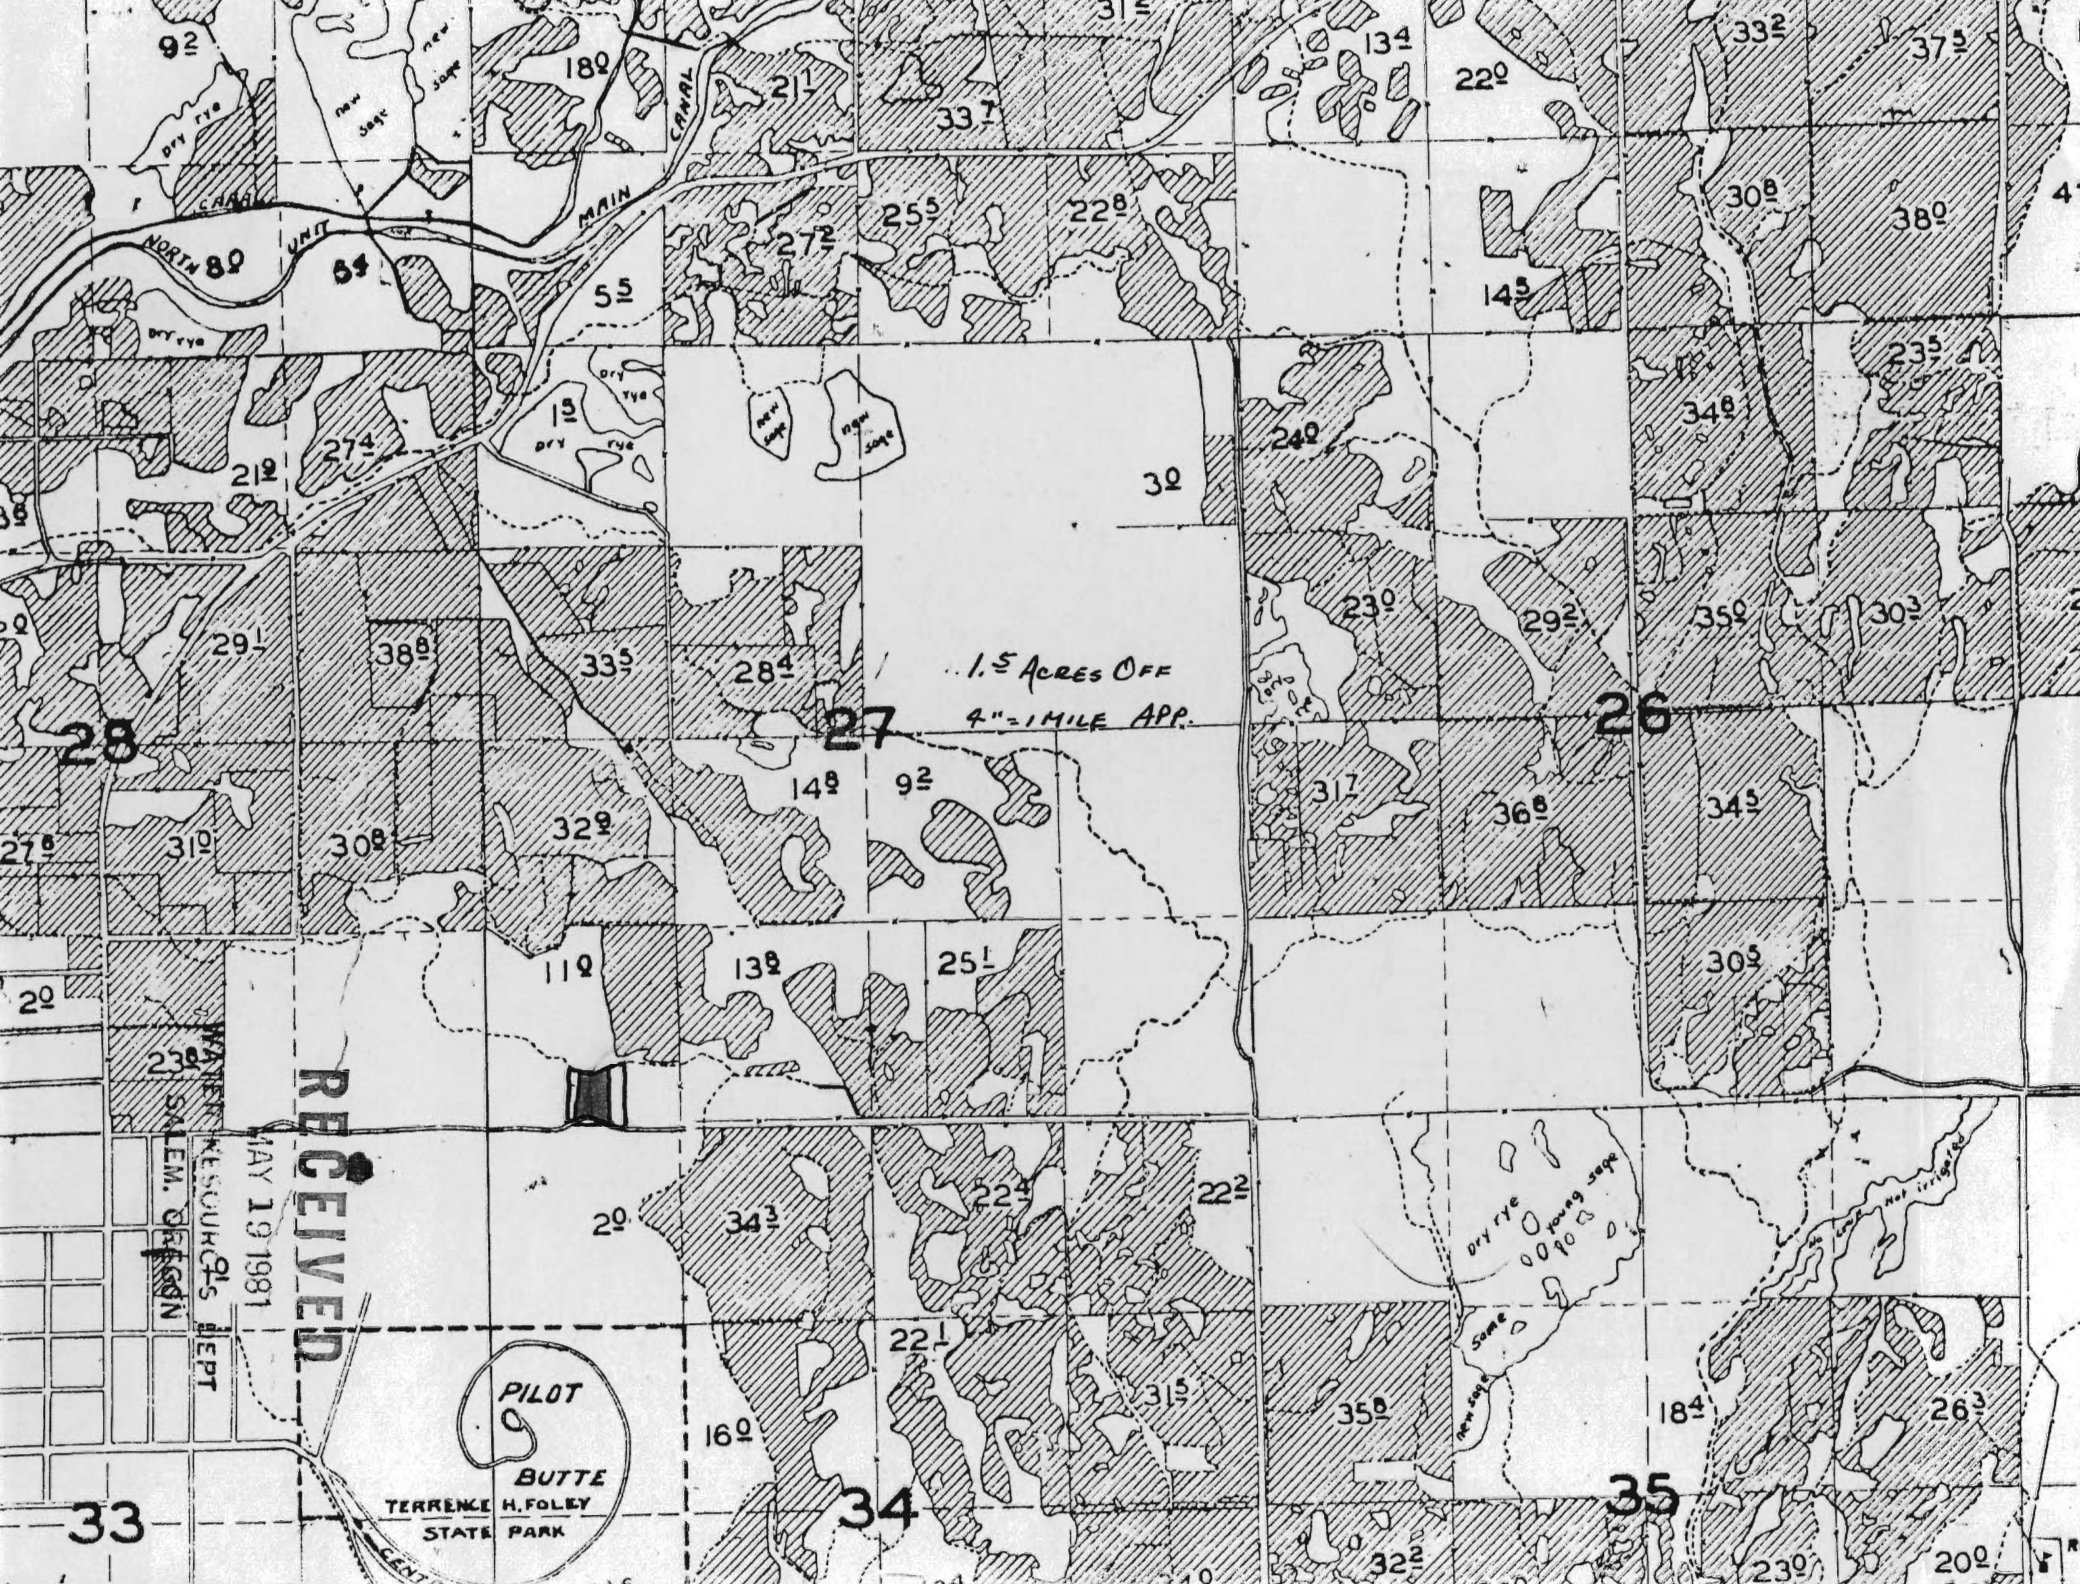 9 2
18 0
21 1
31 2
33 7
13 4
22 0
33 2
37 5
new
sage
new
sage
Dry rye
CANAL
MAIN
CANAL
NORTH
UNIT
8 0
8 4
5 5
27 2
25 5
22 8
14 5
30 8
38 0
Dry rye
Dry
rye
1 5
Dry rye
new
sage
new
sage
3 0
24 0
34 8
23 5
21 0
27 4
29 1
38 8
33 5
28 4
1.5 ACRES OFF
4"=1 MILE APP.
23 0
29 2
35 0
30 3
28
27
26
27 6
31 0
30 8
32 9
14 8
9 2
31 7
36 8
34 5
2 0
11 0
13 8
25 1
30 5
23 8
RECEIVED
MAY 19 1981
WATER RESOURCES DEPT
SALEM, OREGON
2 0
34 3
22 4
22 2
Dry rye
young sage
Not irrigated
some
new sage
22 1
31 5
35 8
18 4
26 3
16 0
PILOT
BUTTE
TERRENCE H. FOLEY
STATE PARK
33
34
35
32 2
23 0
20 0